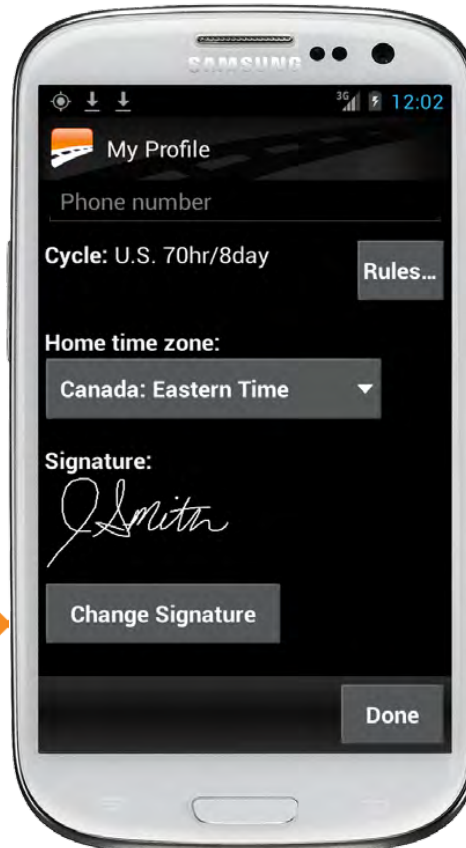 SAMSUNG
3G 12:02
My Profile
Phone number
Cycle: U.S. 70hr/8day
Rules...
Home time zone:
Canada: Eastern Time
Signature:
J Smith
Change Signature
Done